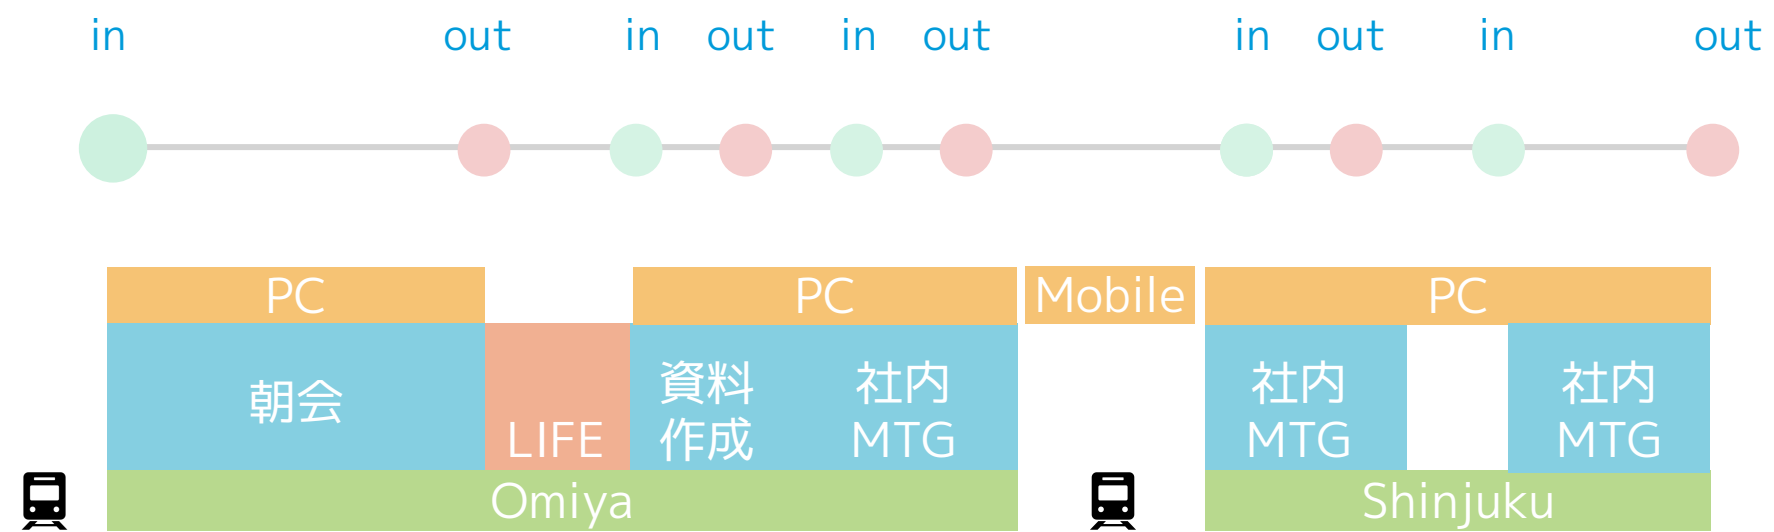 in out in out in out in out in out
PC PC Mobile PC
朝会
LIFE
資料
作成
社内
MTG
社内
MTG
社内
MTG
Omiya Shinjuku